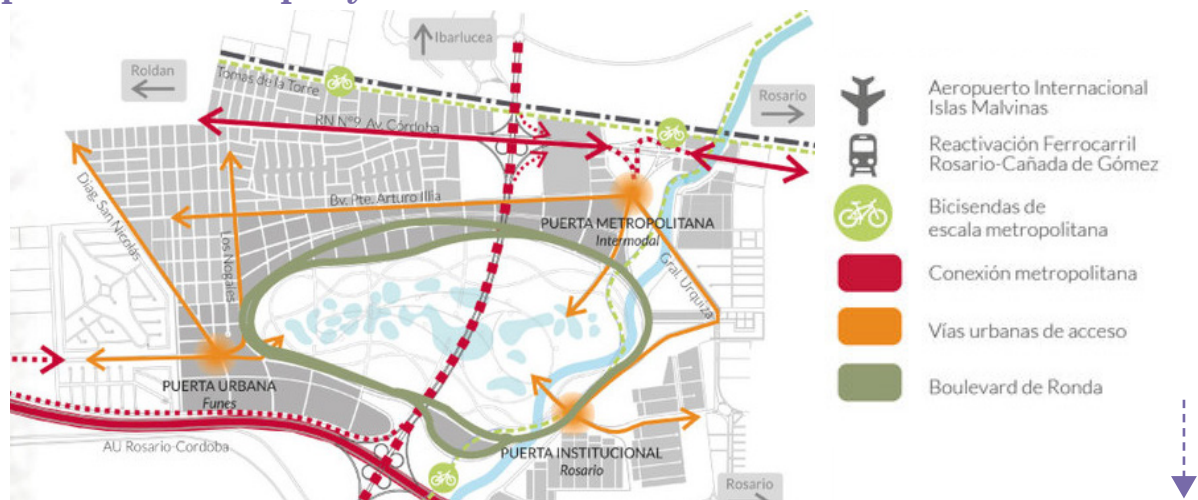 Ibarlucea
Roldan
Tomas de la Torre
Rosario
RN Nº9 Av. Córdoba
Diag. San Nicolás
Los Nogales
Bv. Pte. Arturo Illia
PUERTA METROPOLITANA
Intermodal
Gral. Urquiza
PUERTA URBANA
Funes
AU Rosario-Cordoba
PUERTA INSTITUCIONAL
Rosario
Rosario
Aeropuerto Internacional
Islas Malvinas
Reactivación Ferrocarril
Rosario-Cañada de Gómez
Bicisendas de
escala metropolitana
Conexión metropolitana
Vías urbanas de acceso
Boulevard de Ronda